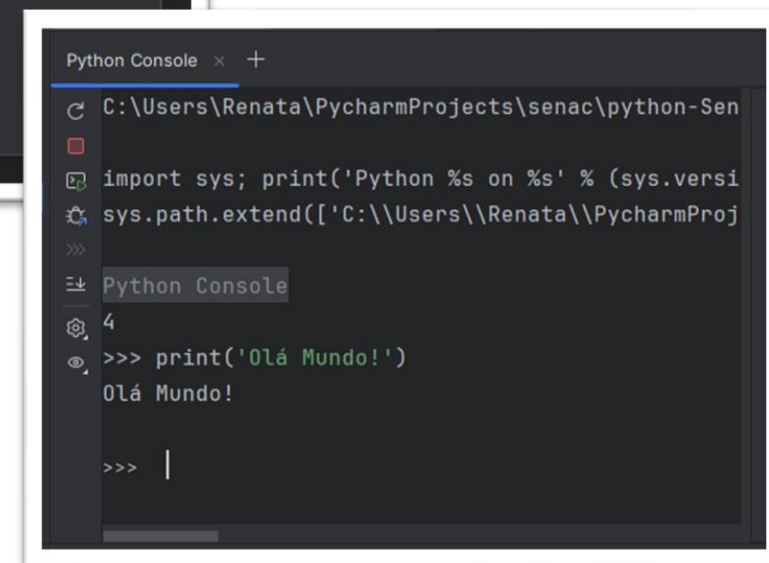 Python Console
C:\Users\Renata\PycharmProjects\senac\python-Sen
import sys; print('Python %s on %s' % (sys.versi
sys.path.extend(['C:\\Users\\Renata\\PycharmProj
Python Console
4
>>> print('Olá Mundo!')
Olá Mundo!
>>>